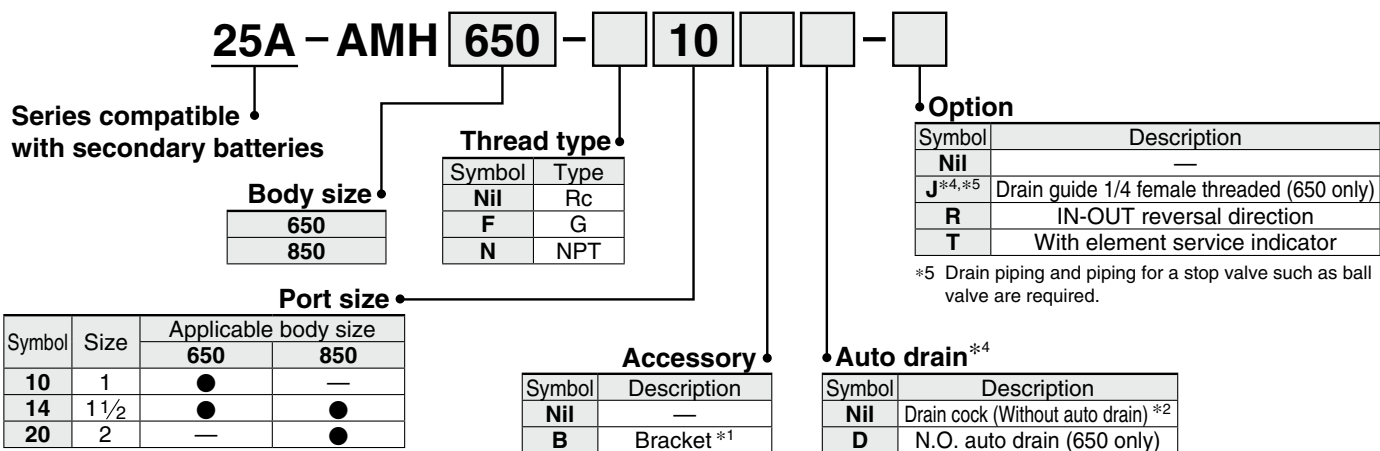 25A – AMH 650 – 10 –
Series compatible
with secondary batteries
Body size
650
850
Thread type
Symbol Type
Nil Rc
F G
N NPT
Option
Symbol Description
Nil —
J*4,*5 Drain guide 1/4 female threaded (650 only)
R IN-OUT reversal direction
T With element service indicator
*5 Drain piping and piping for a stop valve such as ball
valve are required.
Port size
Symbol Size Applicable body size
650 850
10 1 ● —
14 1 1/2 ● ●
20 2 — ●
Accessory
Symbol Description
Nil —
B Bracket *1
Auto drain*4
Symbol Description
Nil Drain cock (Without auto drain) *2
D N.O. auto drain (650 only)